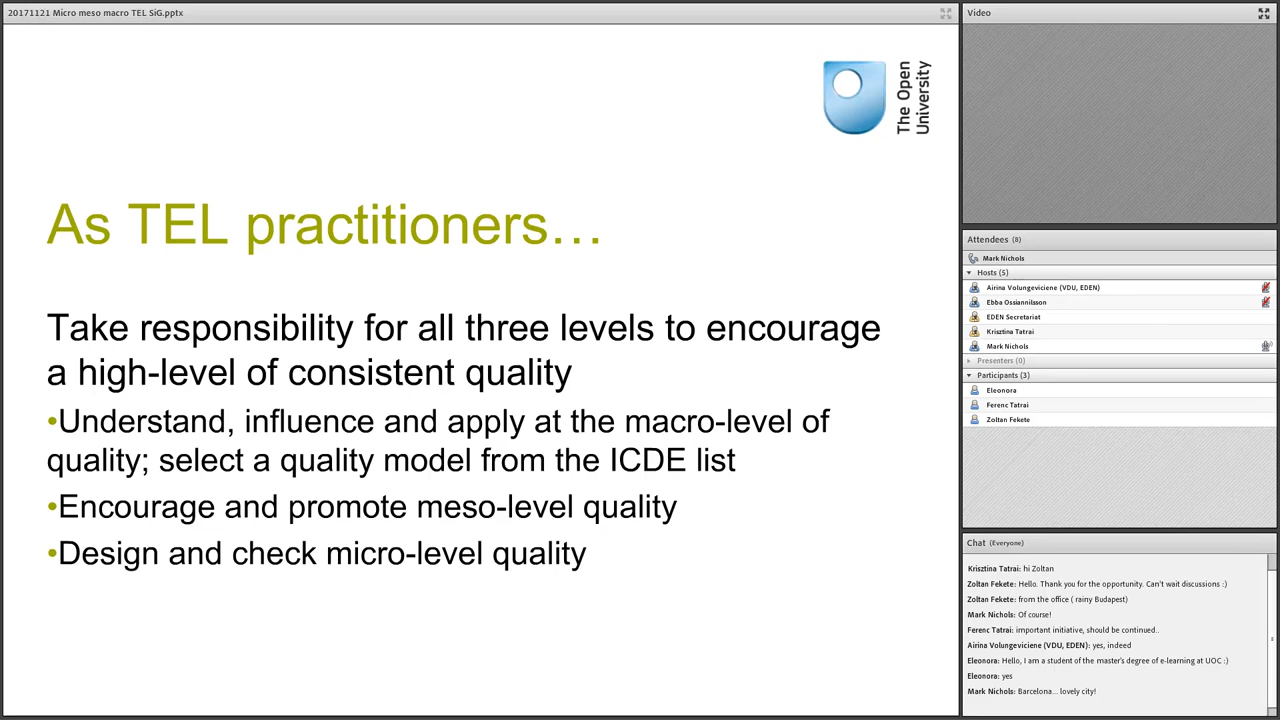 20171121 Micro meso macro TEL SiG.pptx
The Open
University
As TEL practitioners…
Take responsibility for all three levels to encourage
a high-level of consistent quality
•Understand, influence and apply at the macro-level of
quality; select a quality model from the ICDE list
•Encourage and promote meso-level quality
•Design and check micro-level quality
Video
Attendees (8)
Mark Nichols
Hosts (5)
Airina Volungeviciene (VDU, EDEN)
Ebba Ossiannilsson
EDEN Secretariat
Krisztina Tatrai
Mark Nichols
Presenters (0)
Participants (3)
Eleonora
Ferenc Tatrai
Zoltan Fekete
Chat (Everyone)
Krisztina Tatrai: hi Zoltan
Zoltan Fekete: Hello. Thank you for the opportunity. Can't wait discussions :)
Zoltan Fekete: from the office ( rainy Budapest)
Mark Nichols: Of course!
Ferenc Tatrai: important initiative, should be continued..
Airina Volungeviciene (VDU, EDEN): yes, indeed
Eleonora: Hello, I am a student of the master's degree of e-learning at UOC :)
Eleonora: yes
Mark Nichols: Barcelona... lovely city!